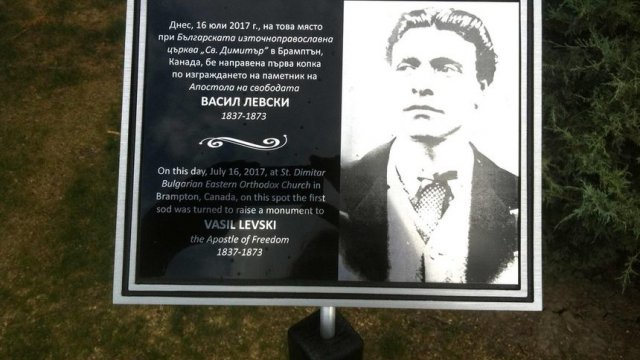 Днес, 16 юли 2017 г., на това място
при Българската източноправославна
църква „Св. Димитър” в Брамптън,
Канада, бе направена първа копка
по изграждането на паметник на
Апостола на свободата
ВАСИЛ ЛЕВСКИ
1837-1873
On this day, July 16, 2017, at St. Dimitar
Bulgarian Eastern Orthodox Church in
Brampton, Canada, on this spot the first
sod was turned to raise a monument to
VASIL LEVSKI
the Apostle of Freedom
1837-1873